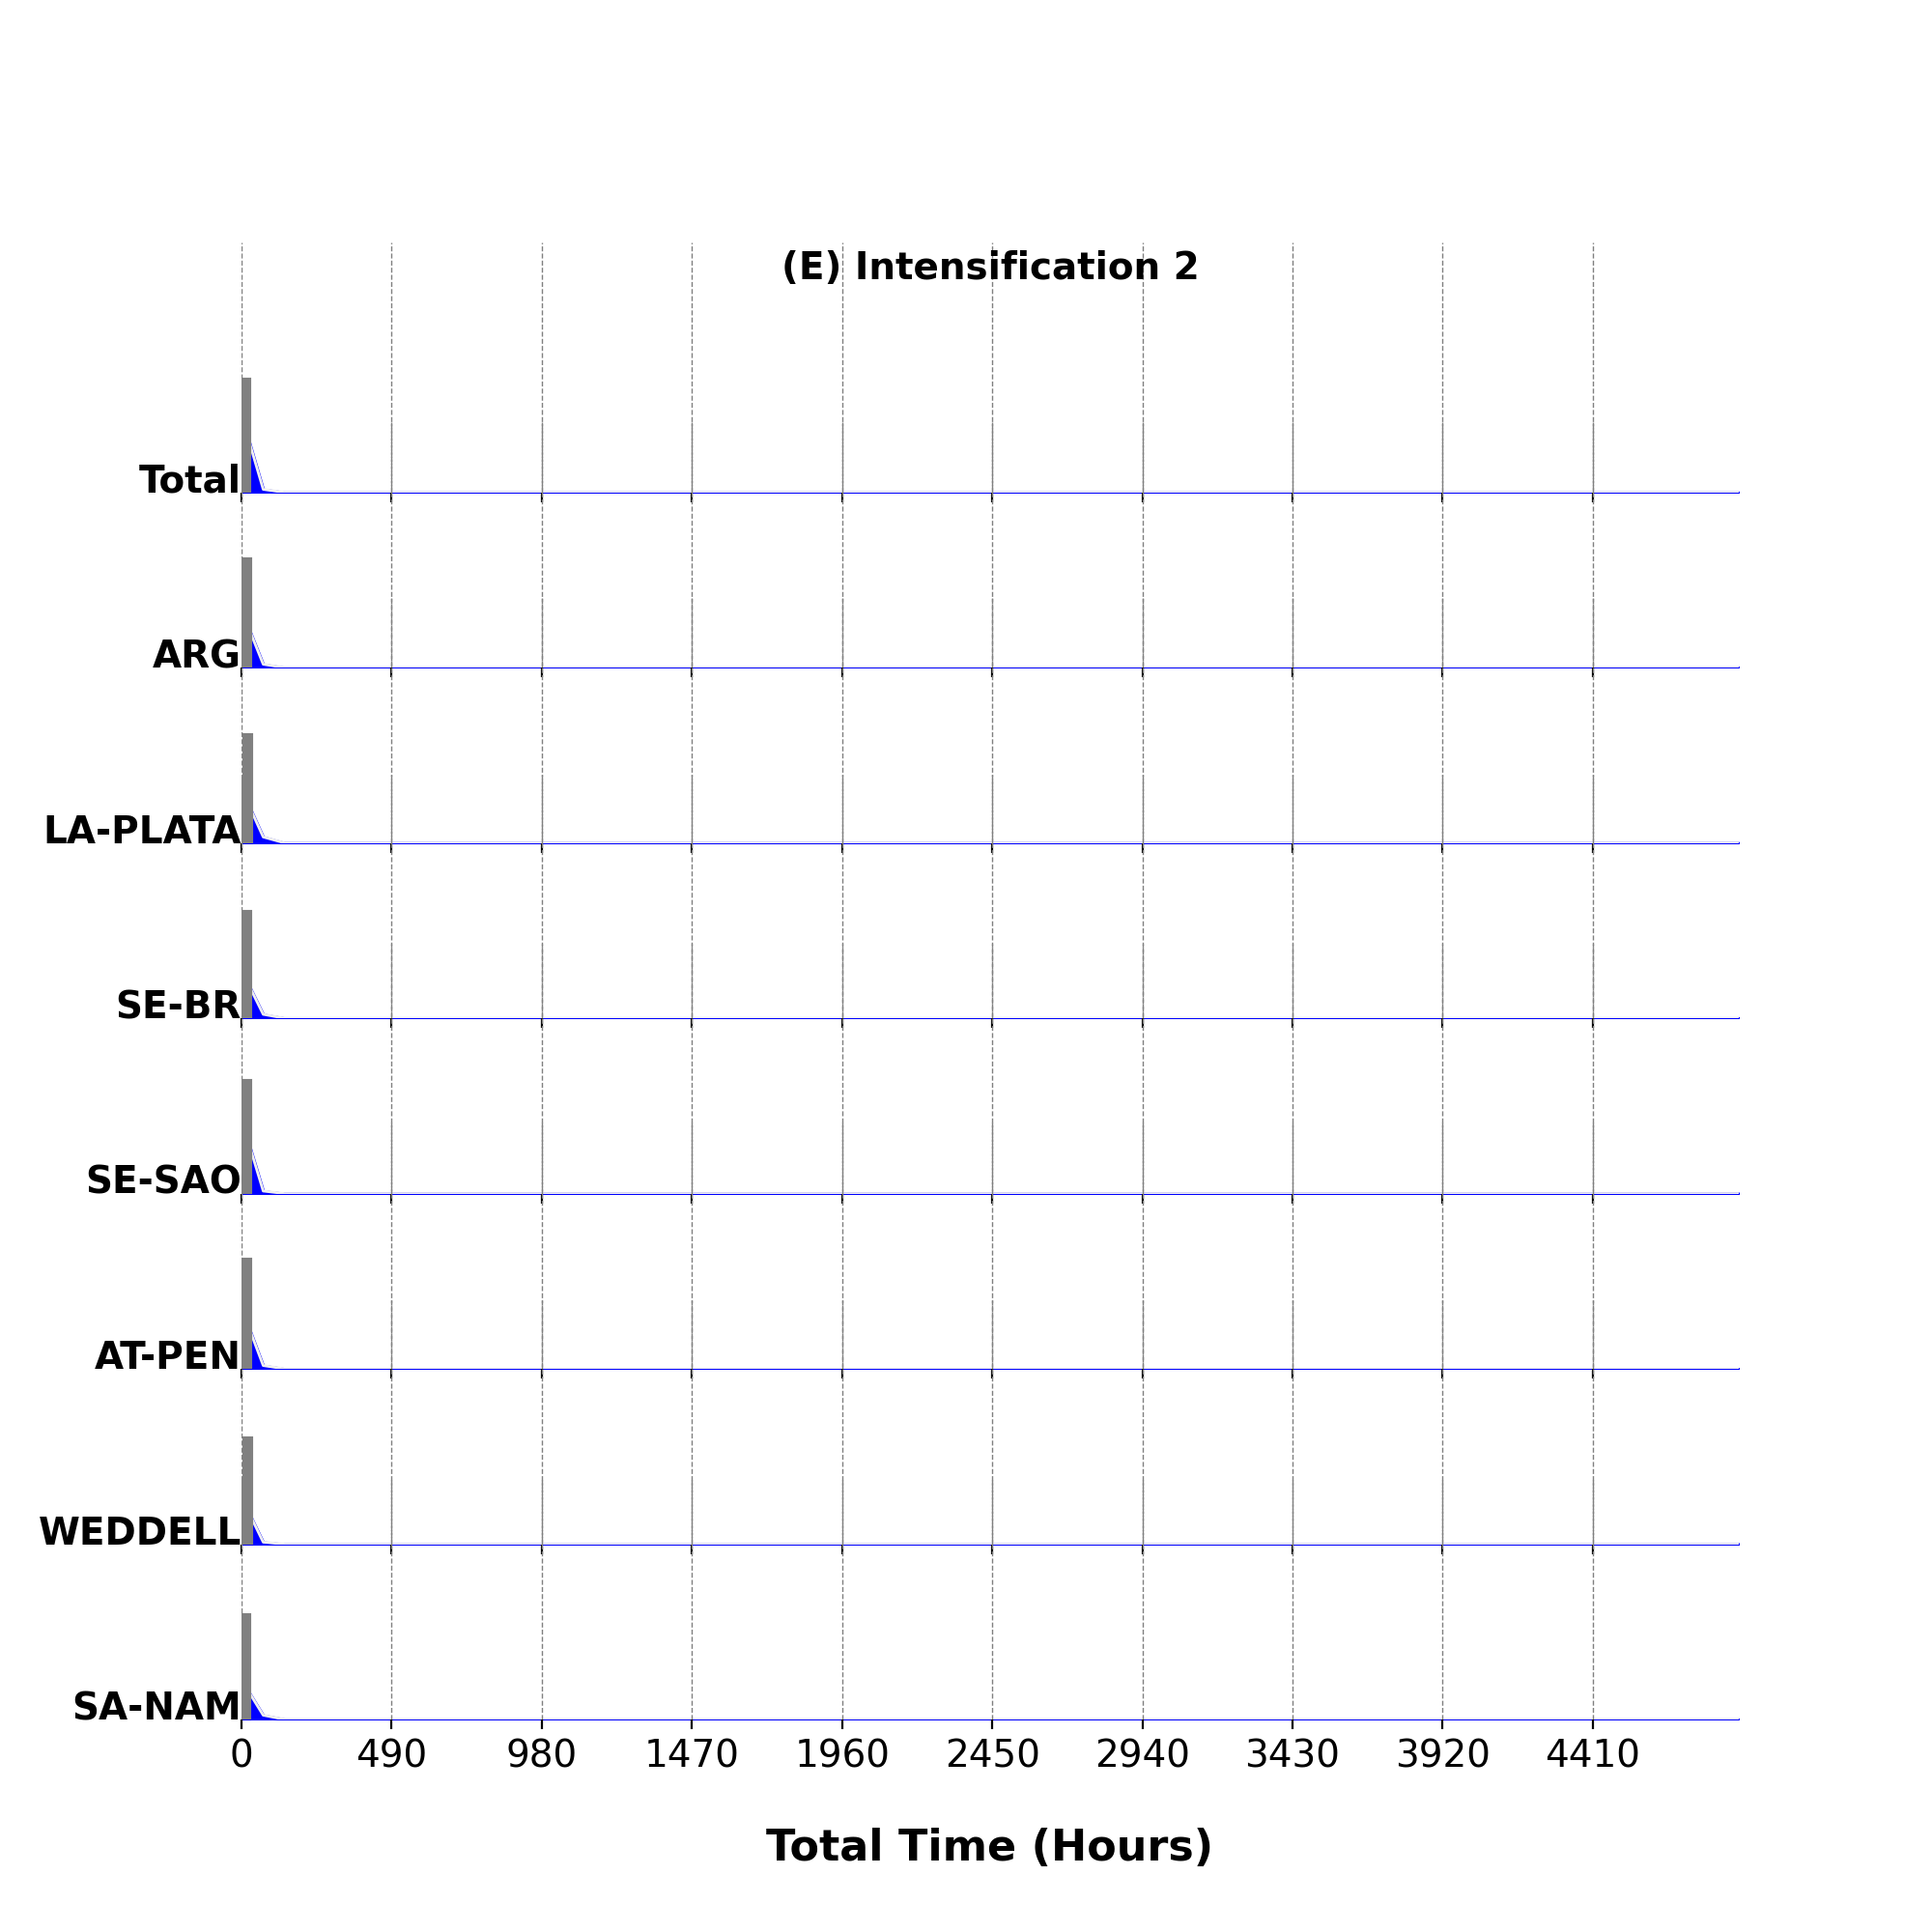 (E) Intensification 2
Total
ARG
LA-PLATA
SE-BR
SE-SAO
AT-PEN
WEDDELL
SA-NAM
0 490 980 1470 1960 2450 2940 3430 3920 4410
Total Time (Hours)